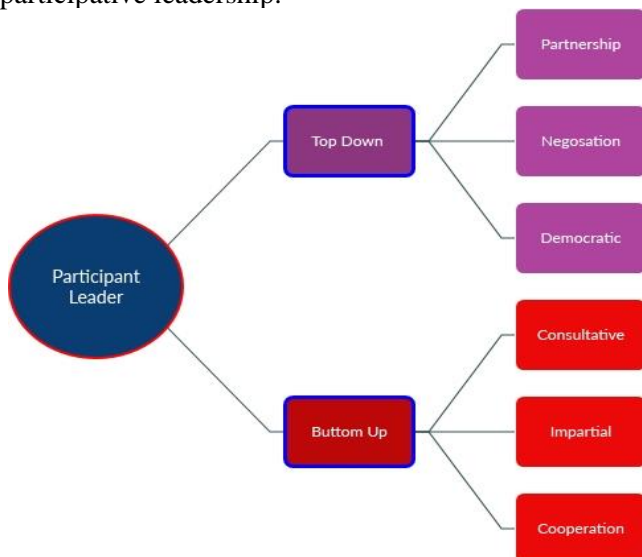 participative leadership.
Partnership
Top Down
Negosation
Democratic
Participant
Leader
Consultative
Buttom Up
Impartial
Cooperation